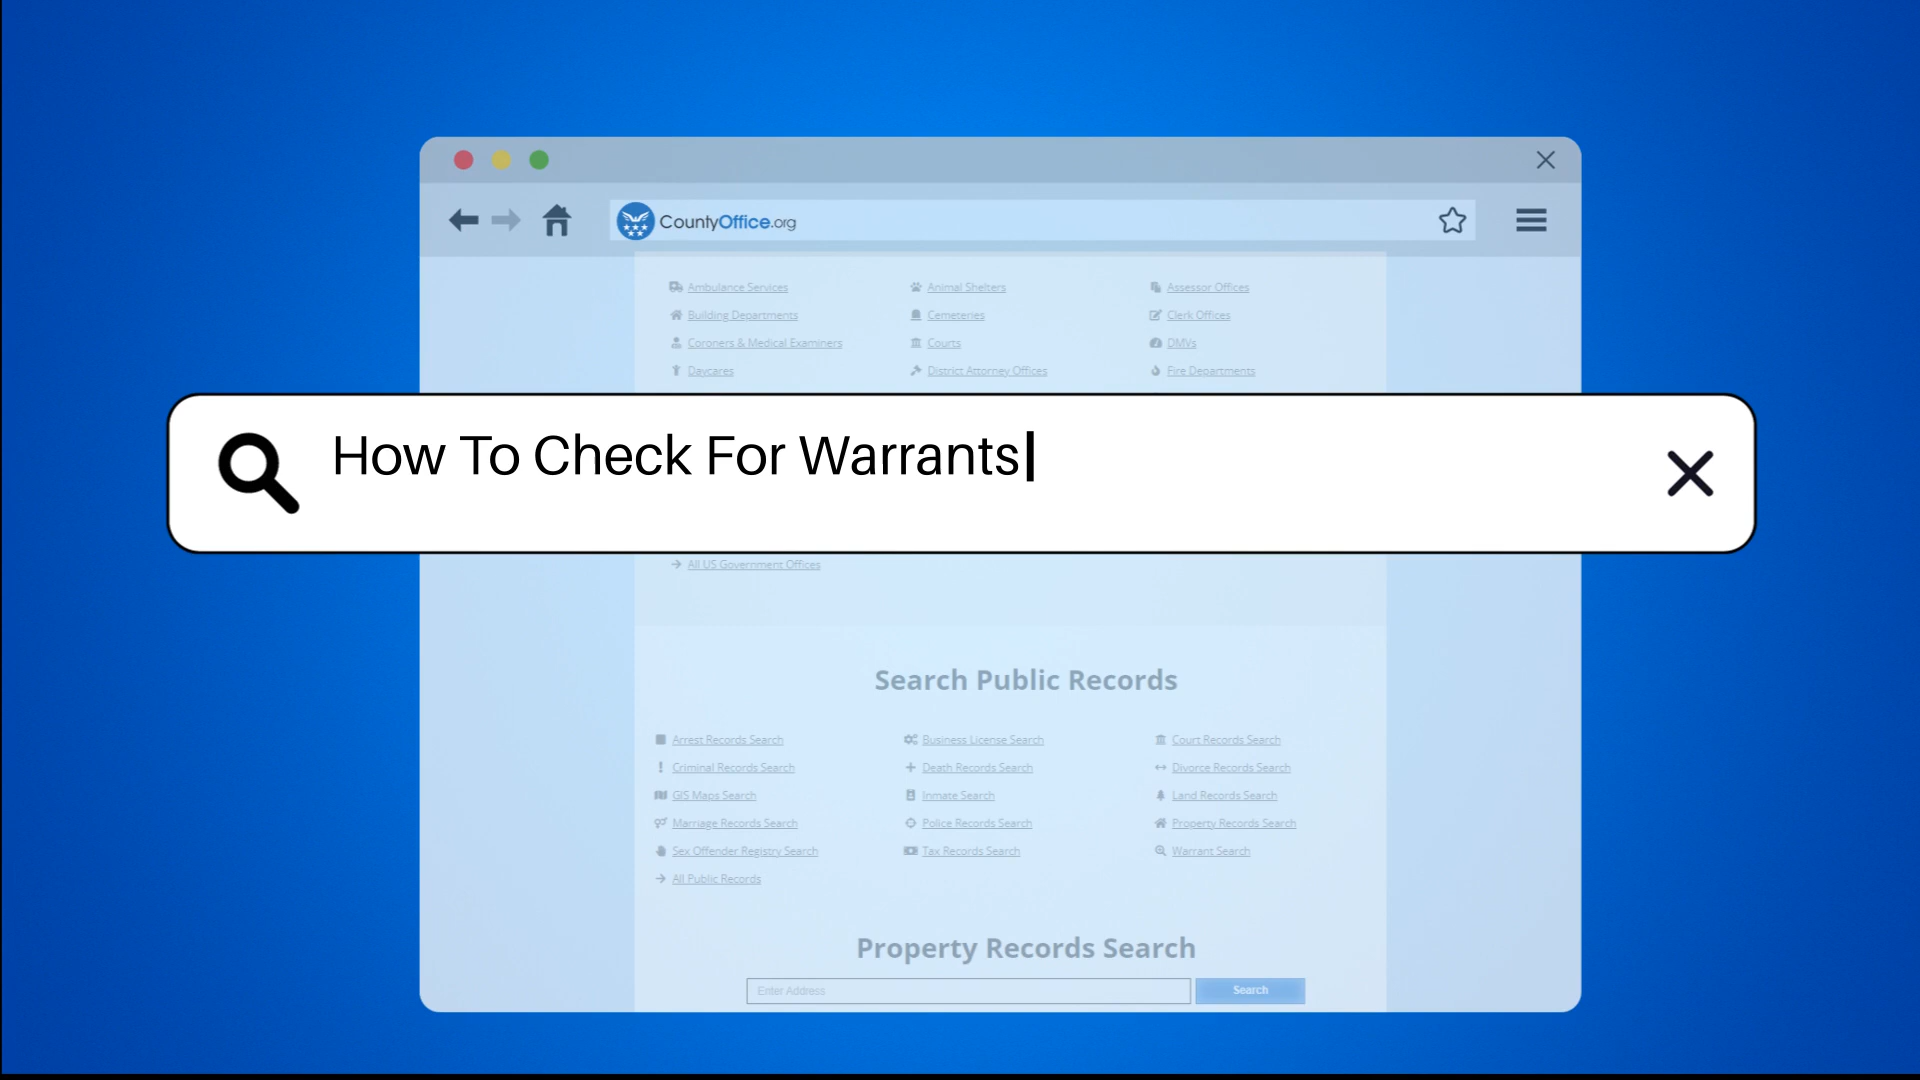 CountyOffice.org
Ambulance Services Animal Shelters Assessor Offices
Building Departments Cemeteries Clerk Offices
Coroners & Medical Examiners Courts DMVs
Daycares District Attorney Offices Fire Departments
How To Check For Warrants
All US Government Offices
Search Public Records
Arrest Records Search Business License Search Court Records Search
Criminal Records Search Death Records Search Divorce Records Search
GIS Maps Search Inmate Search Land Records Search
Marriage Records Search Police Records Search Property Records Search
Sex Offender Registry Search Tax Records Search Warrant Search
All Public Records
Property Records Search
Enter Address Search